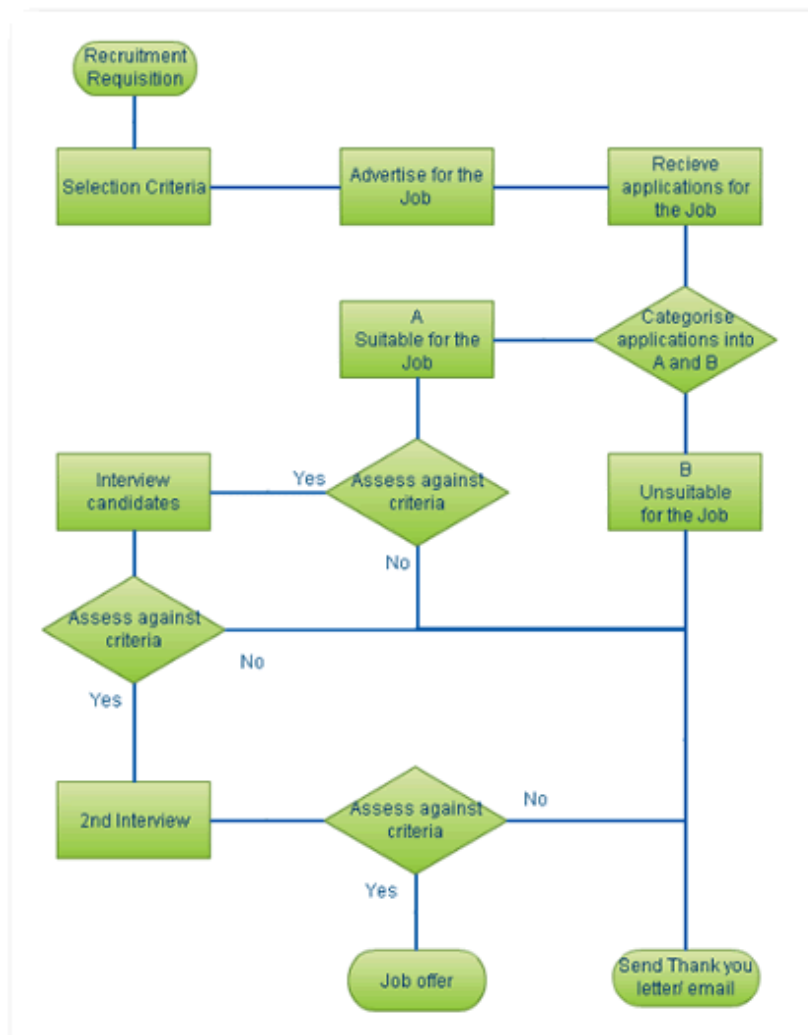 Recruitment
Requisition
Selection Criteria
Advertise for the
Job
Recieve
applications for
the Job
A
Suitable for the
Job
Categorise
applications into
A and B
Interview
candidates
Yes
Assess against
criteria
B
Unsuitable
for the Job
No
Assess against
criteria
No
Yes
2nd Interview
Assess against
criteria
No
Yes
Job offer
Send Thank you
letter/ email